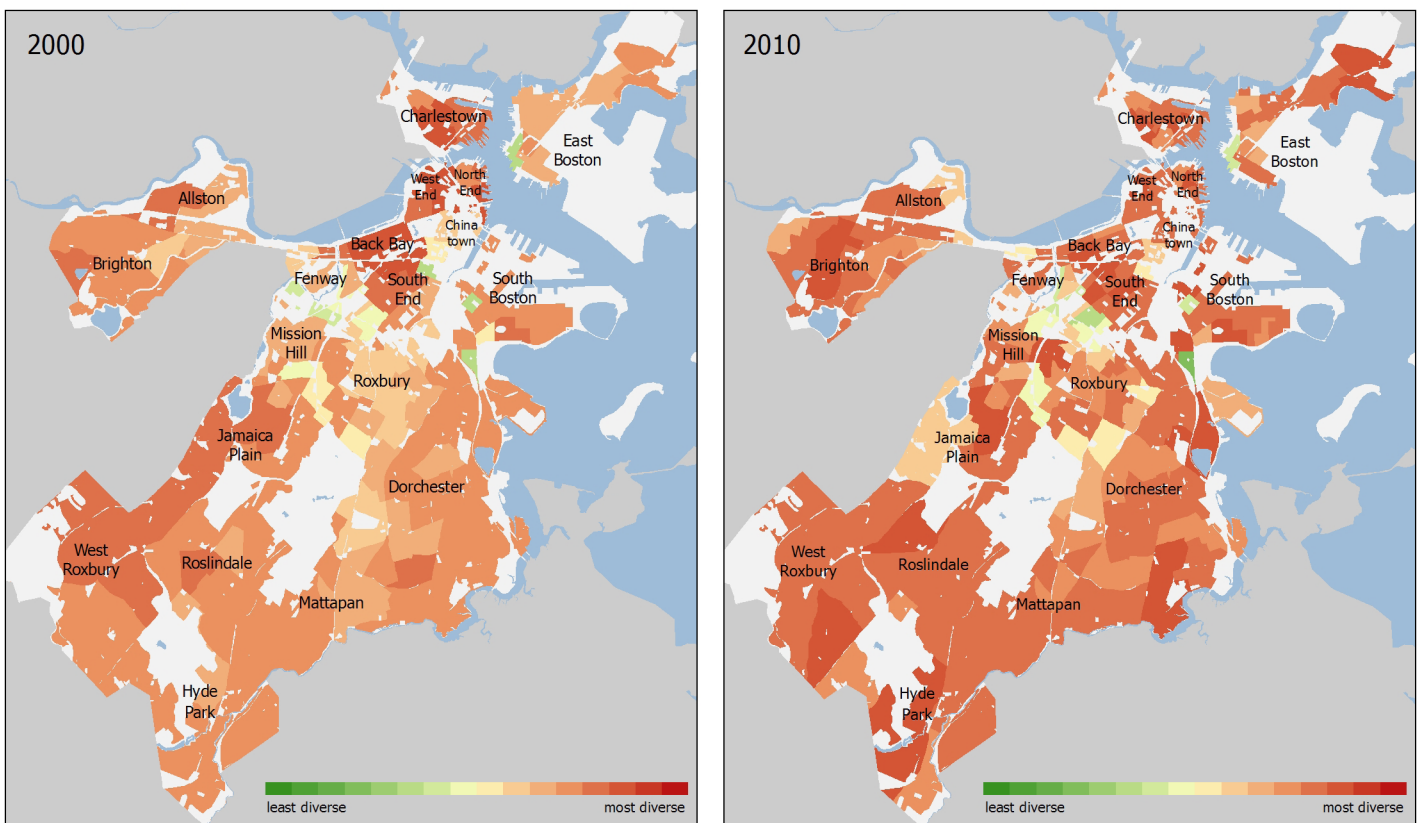 2000
Charlestown
East
Boston
West
End
North
End
Allston
China
town
Back Bay
Brighton
Fenway
South
End
South
Boston
Mission
Hill
Roxbury
Jamaica
Plain
Dorchester
West
Roxbury
Roslindale
Mattapan
Hyde
Park
least diverse
most diverse
2010
Charlestown
East
Boston
West
End
North
End
Allston
China
town
Back Bay
Brighton
Fenway
South
End
South
Boston
Mission
Hill
Roxbury
Jamaica
Plain
Dorchester
West
Roxbury
Roslindale
Mattapan
Hyde
Park
least diverse
most diverse